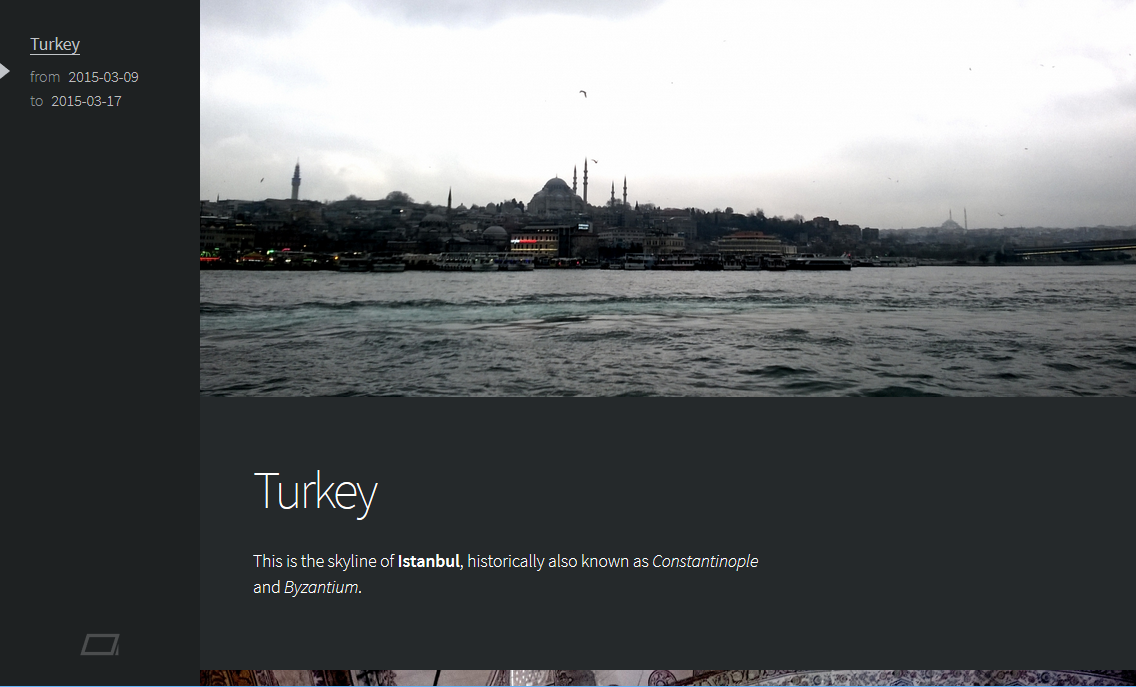 Turkey
from 2015-03-09
to 2015-03-17
Turkey
This is the skyline of Istanbul, historically also known as Constantinople
and Byzantium.